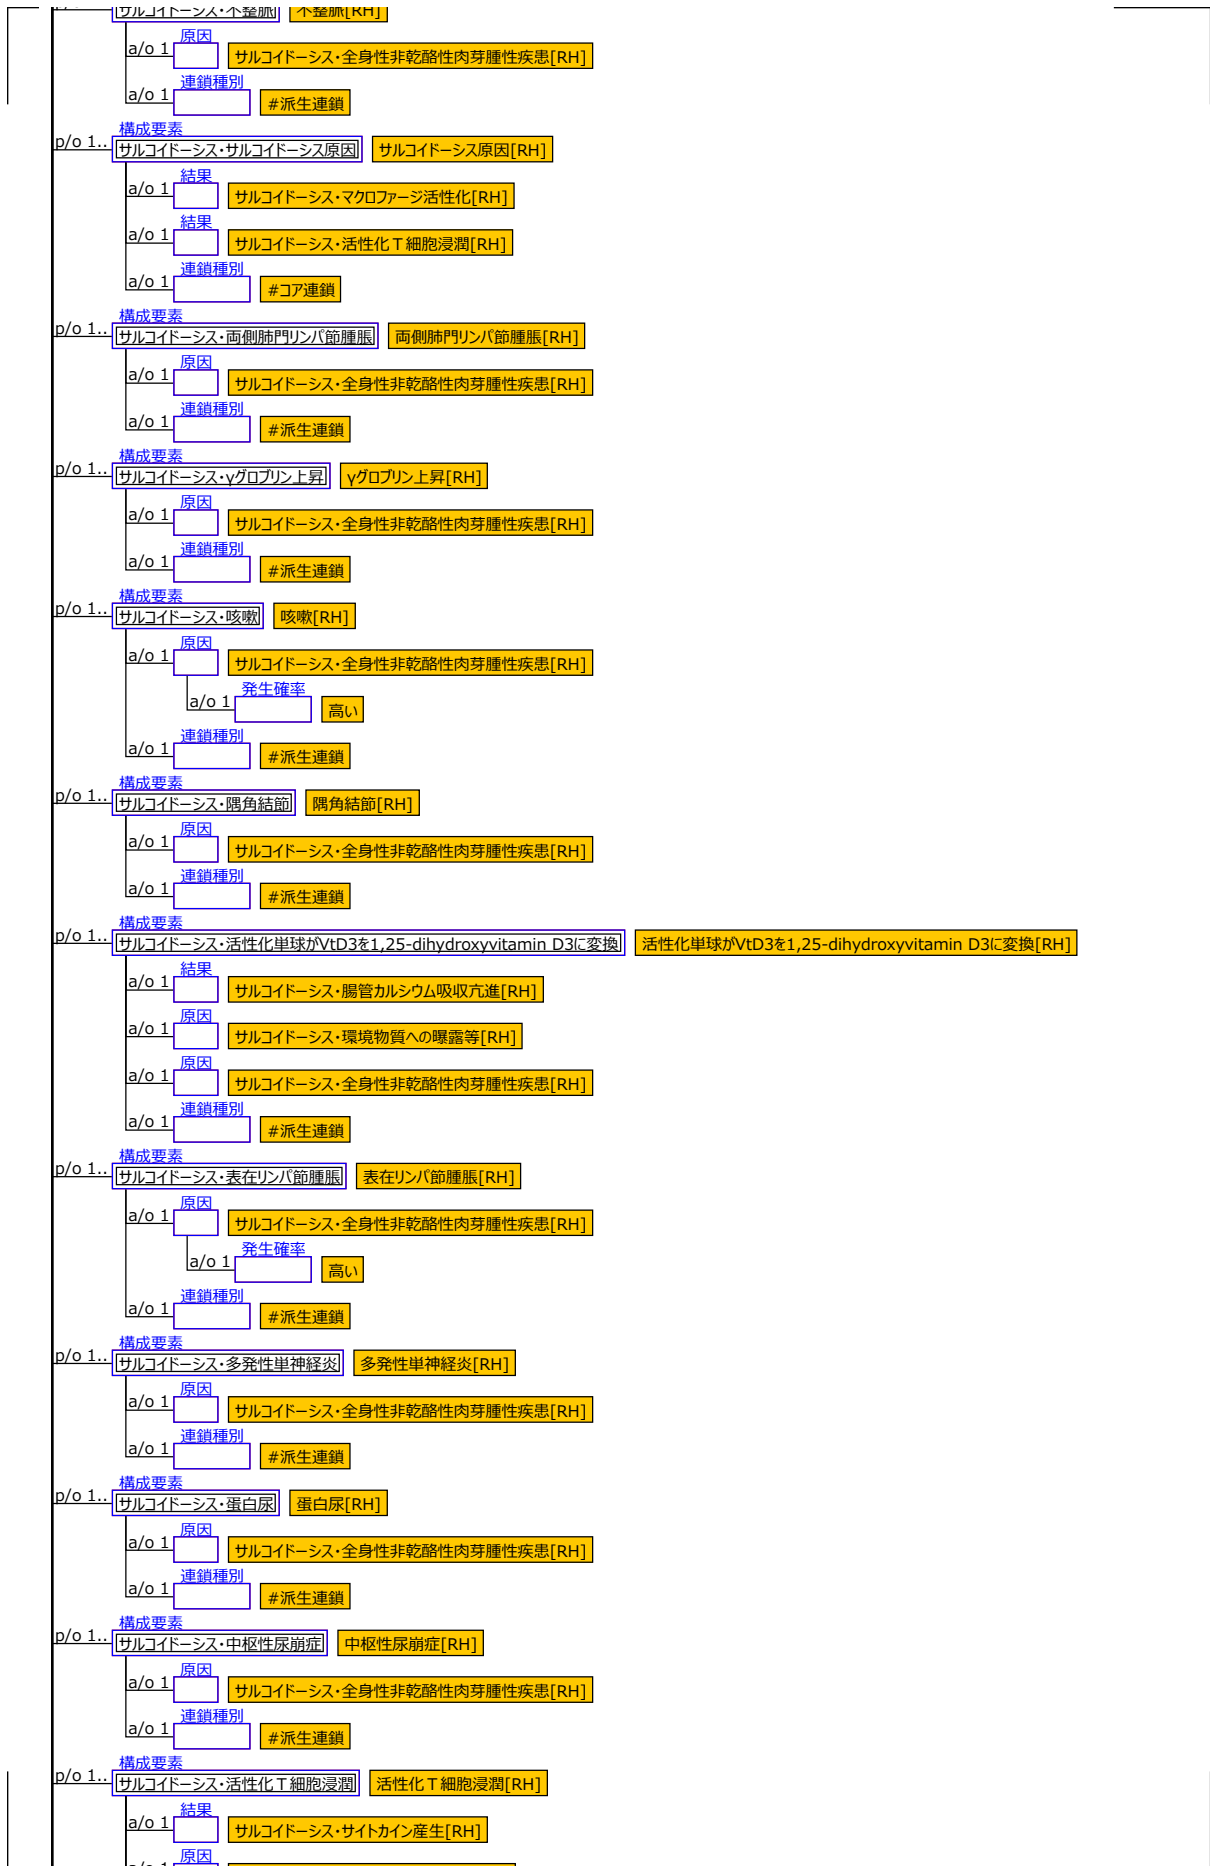 サルコイドーシス・不整脈 不整脈[RH]
原因
a/o 1 サルコイドーシス・全身性非乾酪性肉芽腫性疾患[RH]
連鎖種別
a/o 1 #派生連鎖
構成要素
p/o 1.. サルコイドーシス・サルコイドーシス原因 サルコイドーシス原因[RH]
結果
a/o 1 サルコイドーシス・マクロファージ活性化[RH]
結果
a/o 1 サルコイドーシス・活性化T細胞浸潤[RH]
連鎖種別
a/o 1 #コア連鎖
構成要素
p/o 1.. サルコイドーシス・両側肺門リンパ節腫脹 両側肺門リンパ節腫脹[RH]
原因
a/o 1 サルコイドーシス・全身性非乾酪性肉芽腫性疾患[RH]
連鎖種別
a/o 1 #派生連鎖
構成要素
p/o 1.. サルコイドーシス・γグロブリン上昇 γグロブリン上昇[RH]
原因
a/o 1 サルコイドーシス・全身性非乾酪性肉芽腫性疾患[RH]
連鎖種別
a/o 1 #派生連鎖
構成要素
p/o 1.. サルコイドーシス・咳嗽 咳嗽[RH]
原因
a/o 1 サルコイドーシス・全身性非乾酪性肉芽腫性疾患[RH]
発生確率
a/o 1 高い
連鎖種別
a/o 1 #派生連鎖
構成要素
p/o 1.. サルコイドーシス・隅角結節 隅角結節[RH]
原因
a/o 1 サルコイドーシス・全身性非乾酪性肉芽腫性疾患[RH]
連鎖種別
a/o 1 #派生連鎖
構成要素
p/o 1.. サルコイドーシス・活性化単球がVtD3を1,25-dihydroxyvitamin D3に変換 活性化単球がVtD3を1,25-dihydroxyvitamin D3に変換[RH]
結果
a/o 1 サルコイドーシス・腸管カルシウム吸収亢進[RH]
原因
a/o 1 サルコイドーシス・環境物質への曝露等[RH]
原因
a/o 1 サルコイドーシス・全身性非乾酪性肉芽腫性疾患[RH]
連鎖種別
a/o 1 #派生連鎖
構成要素
p/o 1.. サルコイドーシス・表在リンパ節腫脹 表在リンパ節腫脹[RH]
原因
a/o 1 サルコイドーシス・全身性非乾酪性肉芽腫性疾患[RH]
発生確率
a/o 1 高い
連鎖種別
a/o 1 #派生連鎖
構成要素
p/o 1.. サルコイドーシス・多発性単神経炎 多発性単神経炎[RH]
原因
a/o 1 サルコイドーシス・全身性非乾酪性肉芽腫性疾患[RH]
連鎖種別
a/o 1 #派生連鎖
構成要素
p/o 1.. サルコイドーシス・蛋白尿 蛋白尿[RH]
原因
a/o 1 サルコイドーシス・全身性非乾酪性肉芽腫性疾患[RH]
連鎖種別
a/o 1 #派生連鎖
構成要素
p/o 1.. サルコイドーシス・中枢性尿崩症 中枢性尿崩症[RH]
原因
a/o 1 サルコイドーシス・全身性非乾酪性肉芽腫性疾患[RH]
連鎖種別
a/o 1 #派生連鎖
構成要素
p/o 1.. サルコイドーシス・活性化T細胞浸潤 活性化T細胞浸潤[RH]
結果
a/o 1 サルコイドーシス・サイトカイン産生[RH]
原因